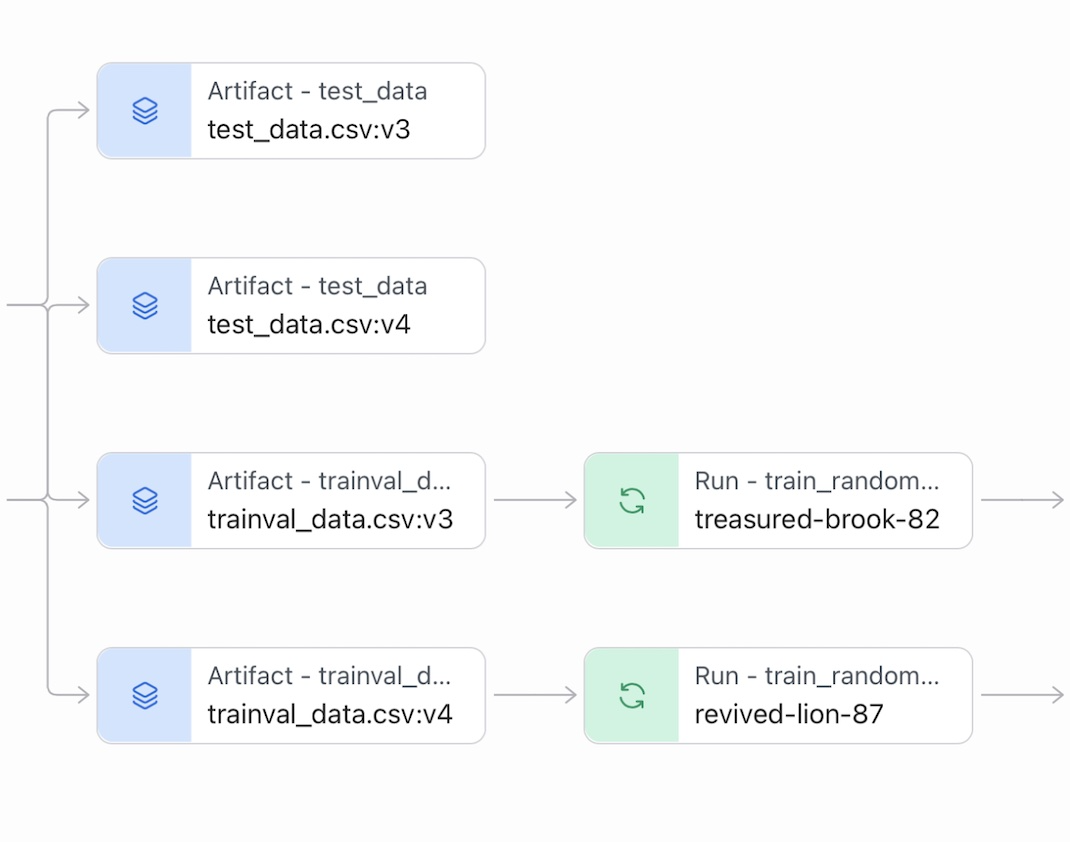 Artifact - test_data
test_data.csv:v3
Artifact - test_data
test_data.csv:v4
Artifact - trainval_d...
trainval_data.csv:v3
Run - train_random...
treasured-brook-82
Artifact - trainval_d...
trainval_data.csv:v4
Run - train_random...
revived-lion-87